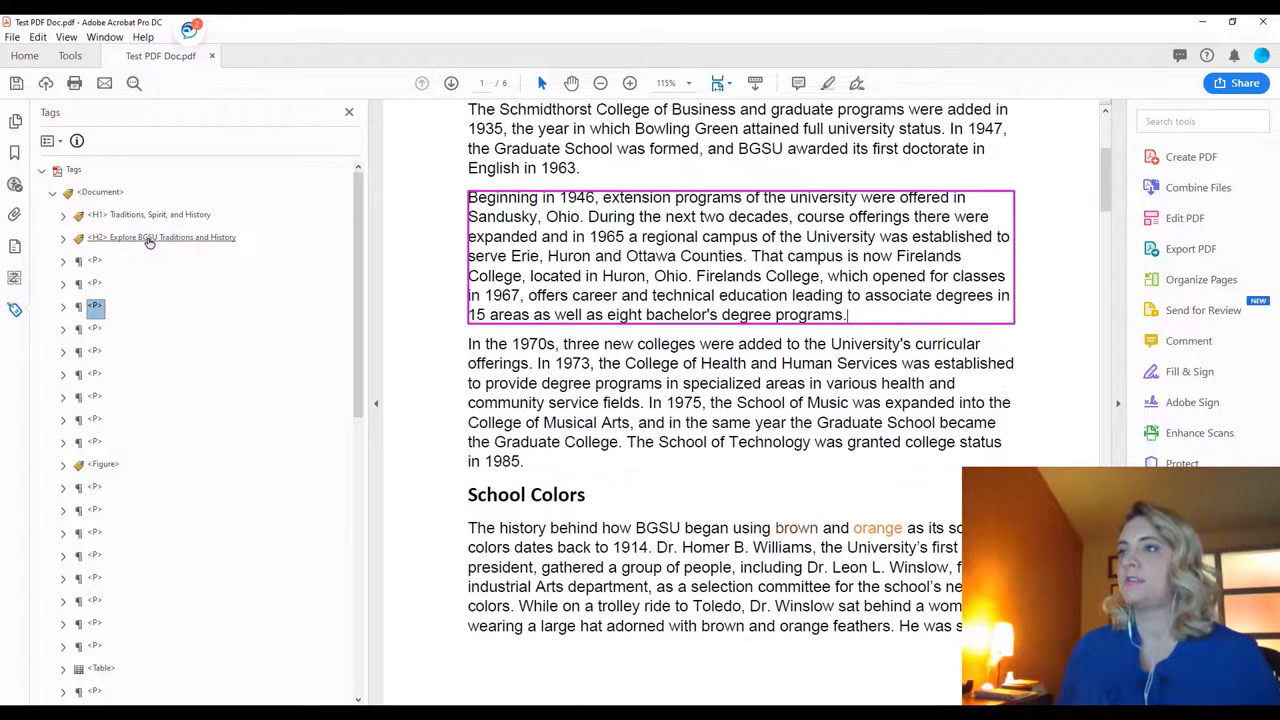 Test PDF Doc.pdf - Adobe Acrobat Pro DC
2
File Edit View Window Help
Home Tools Test PDF Doc.pdf ×
1 / 6 115% Share
Tags
Tags
<Document>
<H1> Traditions, Spirit, and History
<H2> Explore BGSU Traditions and History
<P>
<P>
<P>
<P>
<P>
<P>
<P>
<P>
<P>
<Figure>
<P>
<P>
<P>
<P>
<P>
<P>
<P>
<P>
<Table>
<P>
The Schmidthorst College of Business and graduate programs were added in
1935, the year in which Bowling Green attained full university status. In 1947,
the Graduate School was formed, and BGSU awarded its first doctorate in
English in 1963.
Beginning in 1946, extension programs of the university were offered in
Sandusky, Ohio. During the next two decades, course offerings there were
expanded and in 1965 a regional campus of the University was established to
serve Erie, Huron and Ottawa Counties. That campus is now Firelands
College, located in Huron, Ohio. Firelands College, which opened for classes
in 1967, offers career and technical education leading to associate degrees in
15 areas as well as eight bachelor's degree programs.
In the 1970s, three new colleges were added to the University's curricular
offerings. In 1973, the College of Health and Human Services was established
to provide degree programs in specialized areas in various health and
community service fields. In 1975, the School of Music was expanded into the
College of Musical Arts, and in the same year the Graduate School became
the Graduate College. The School of Technology was granted college status
in 1985.
School Colors
The history behind how BGSU began using brown and orange as its
colors dates back to 1914. Dr. Homer B. Williams, the University's first
president, gathered a group of people, including Dr. Leon L. Winslow,
industrial Arts department, as a selection committee for the school's
colors. While on a trolley ride to Toledo, Dr. Winslow sat behind a
wearing a large hat adorned with brown and orange feathers. He was
Search tools
Create PDF
Combine Files
Edit PDF
Export PDF
Organize Pages
NEW
Send for Review
Comment
Fill & Sign
Adobe Sign
Enhance Scans
Protect